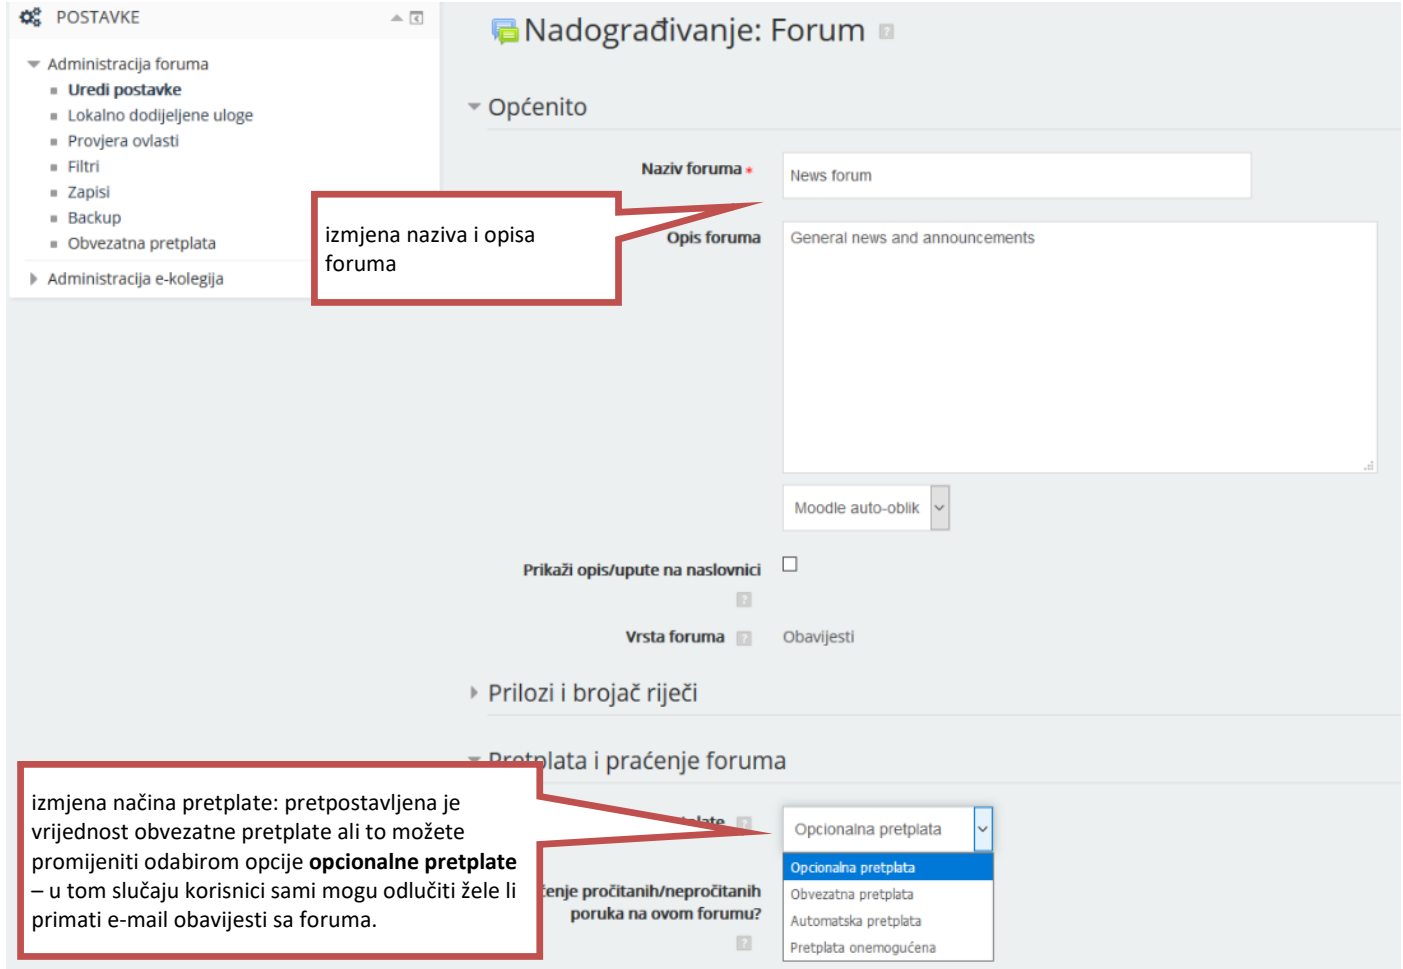 POSTAVKE
Administracija foruma
Uredi postavke
Lokalno dodijeljene uloge
Provjera ovlasti
Filtri
Zapisi
Backup
Obvezatna pretplata
Administracija e-kolegija
Nadograđivanje: Forum
Općenito
Naziv foruma
News forum
izmjena naziva i opisa
foruma
Opis foruma
General news and announcements
Moodle auto-oblik
Prikaži opis/upute na naslovnici
Vrsta foruma
Obavijesti
Prilozi i brojač riječi
Pretplata i praćenje foruma
izmjena načina pretplate: pretpostavljena je
vrijednost obvezatne pretplate ali to možete
promijeniti odabirom opcije opcionalne pretplate
– u tom slučaju korisnici sami mogu odlučiti žele li
primati e-mail obavijesti sa foruma.
Opcionalna pretplata
Opcionalna pretplata
Obvezatna pretplata
Automatska pretplata
Pretplata onemogućena
pročitanih/nepročitanih
poruka na ovom forumu?